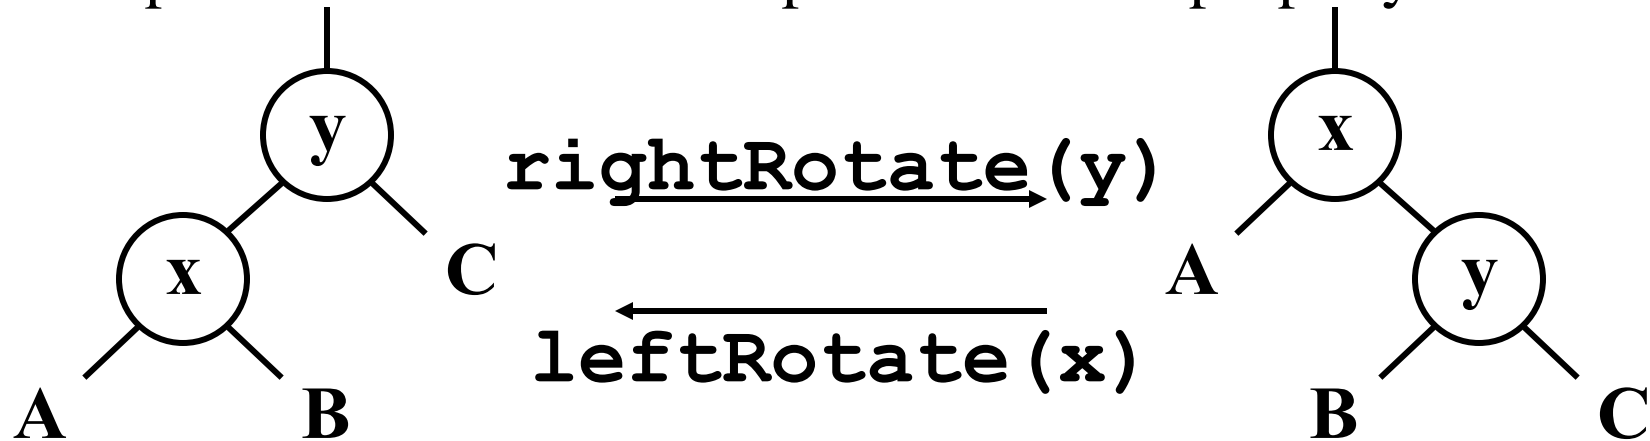 y x
rightRotate(y)
x C A y
leftRotate(x)
A B B C